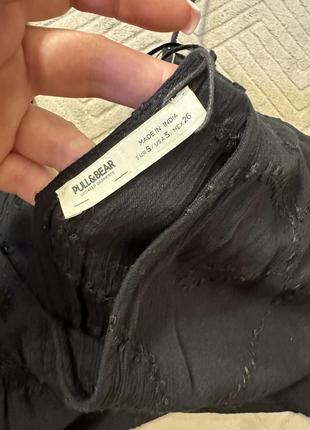 PULL&BEAR
MADE IN INDIA
EUR S/ USA S/ MEX 26